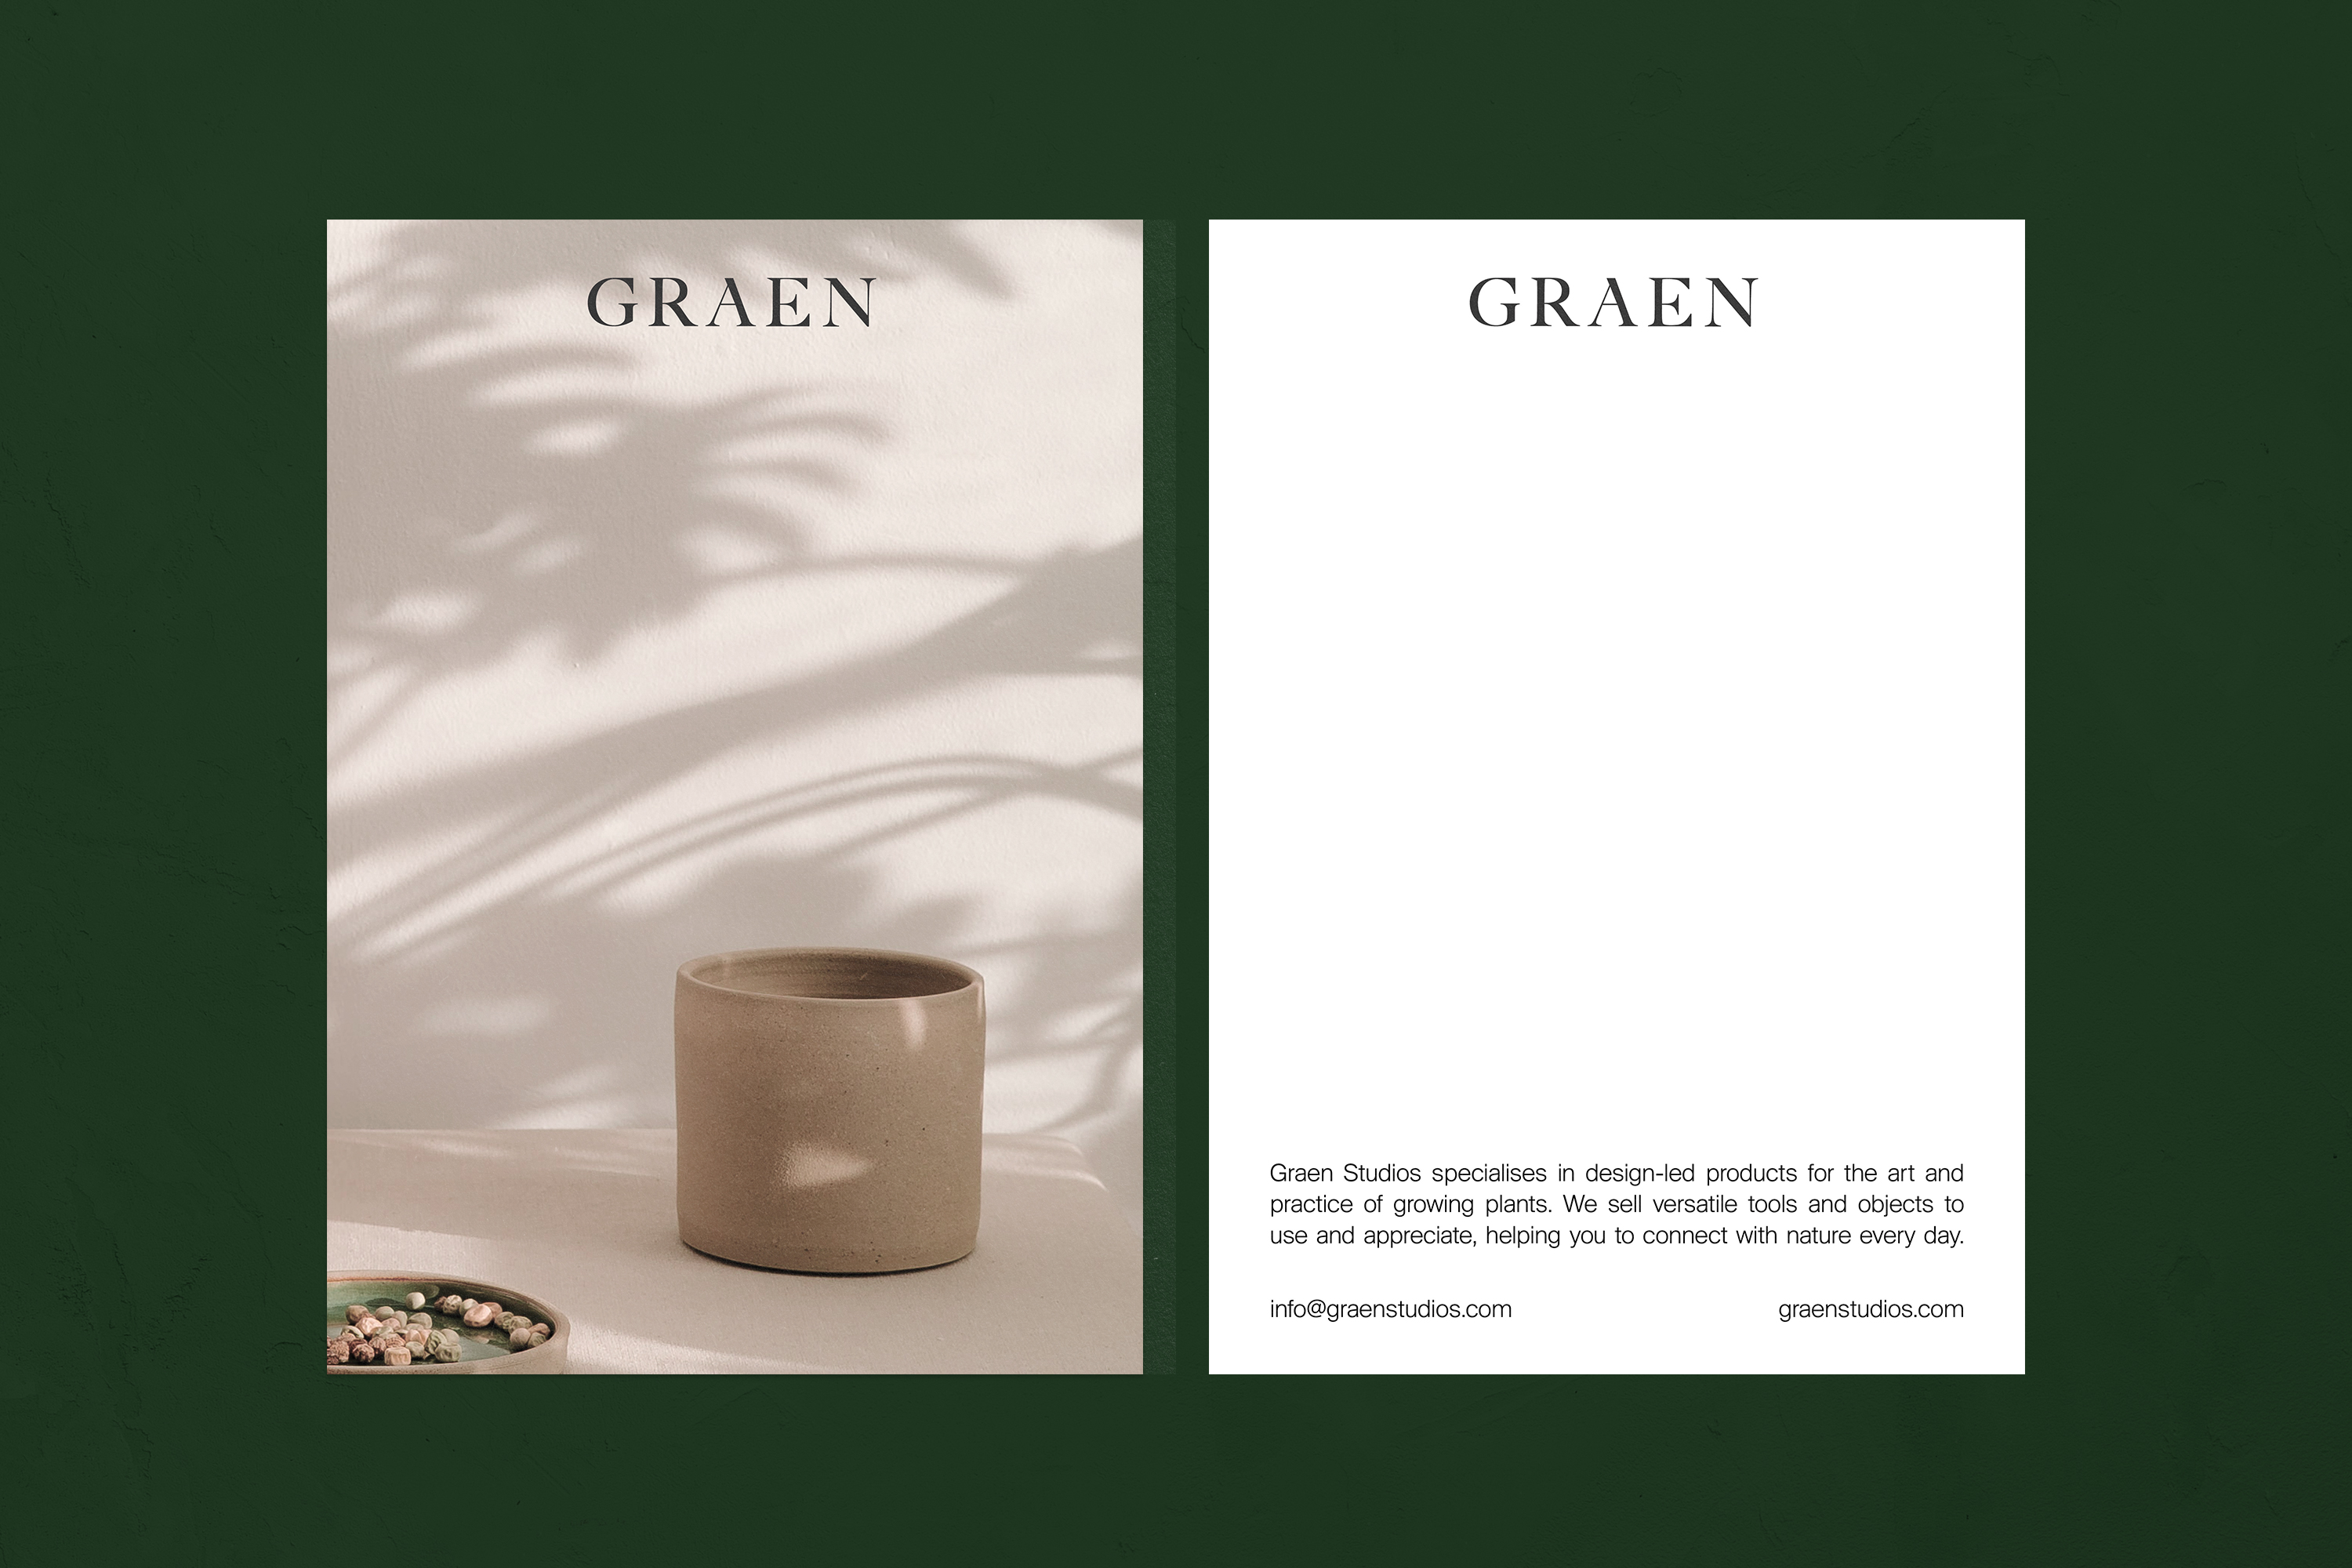 GRAEN
GRAEN
Graen Studios specialises in design-led products for the art and
practice of growing plants. We sell versatile tools and objects to
use and appreciate, helping you to connect with nature every day.
info@graenstudios.com graenstudios.com